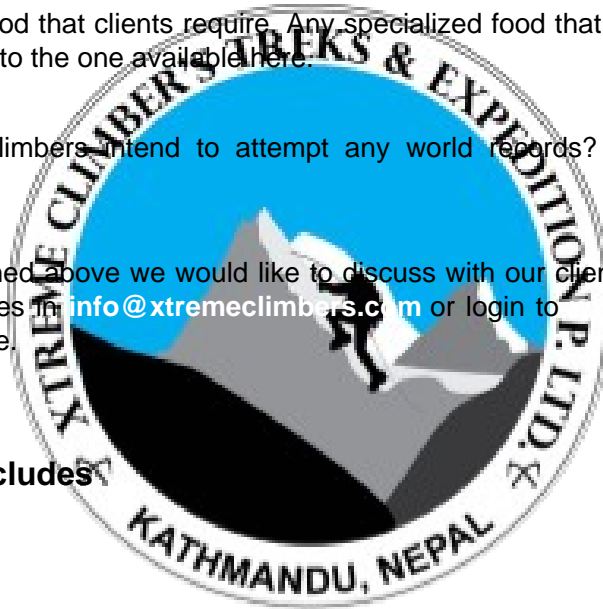 od that clients require. Any specialized food that
to the one available here.
limbers intend to attempt any world records?
ned above we would like to discuss with our clien
es in info@xtremeclimbers.com or login to
e.
cludes
XTREME CLIMBER'S TREKS & EXPEDITION P. LTD.
KATHMANDU, NEPAL